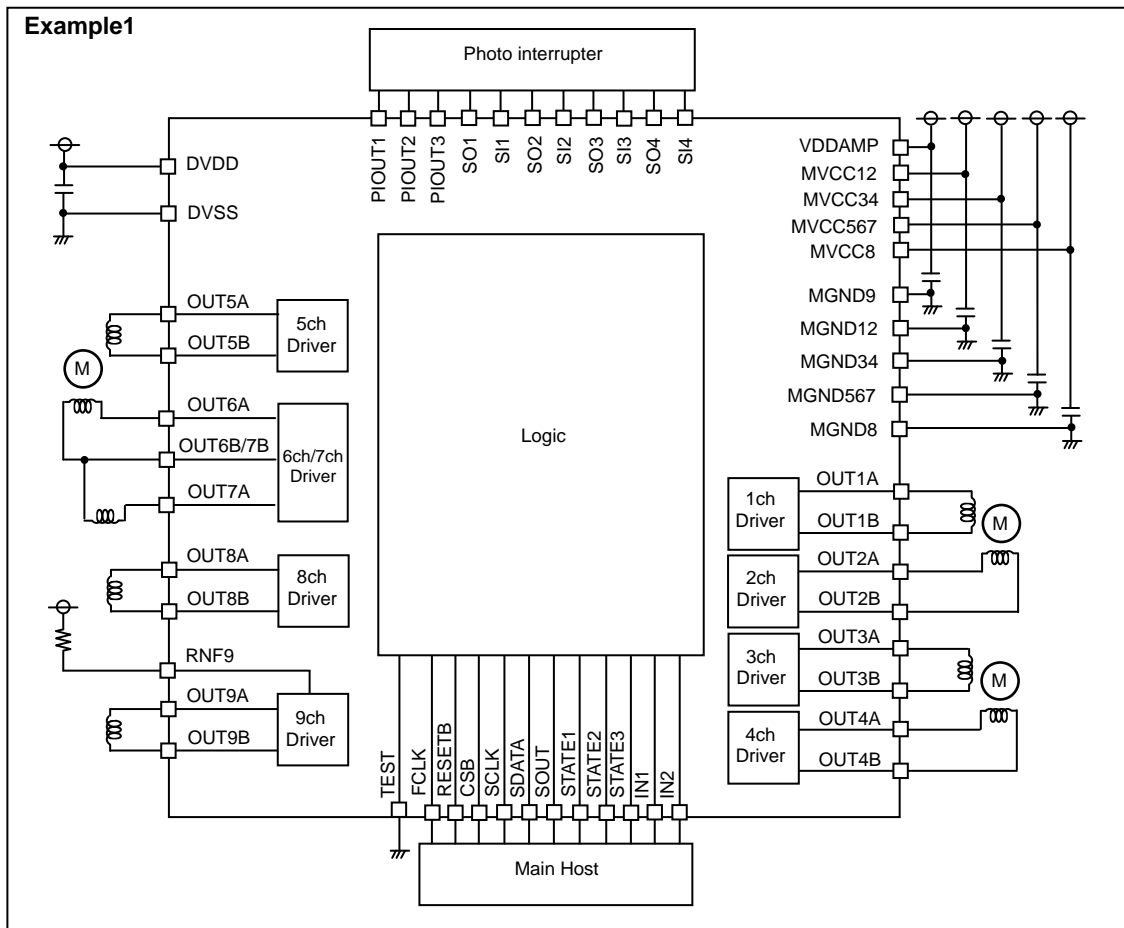 Example1
Photo interrupter
PIOUT1
PIOUT2
PIOUT3
SO1
SI1
SO2
SI2
SO3
SI3
SO4
SI4
DVDD
DVSS
VDDAMP
MVCC12
MVCC34
MVCC567
MVCC8
MGND9
MGND12
MGND34
MGND567
MGND8
OUT5A
OUT5B
5ch
Driver
M
OUT6A
OUT6B/7B
OUT7A
6ch/7ch
Driver
OUT8A
OUT8B
8ch
Driver
RNF9
OUT9A
OUT9B
9ch
Driver
Logic
OUT1A
OUT1B
1ch
Driver
M
OUT2A
OUT2B
2ch
Driver
OUT3A
OUT3B
3ch
Driver
M
OUT4A
OUT4B
4ch
Driver
TEST
FCLK
RESETB
CSB
SCLK
SDATA
SOUT
STATE1
STATE2
STATE3
IN1
IN2
Main Host